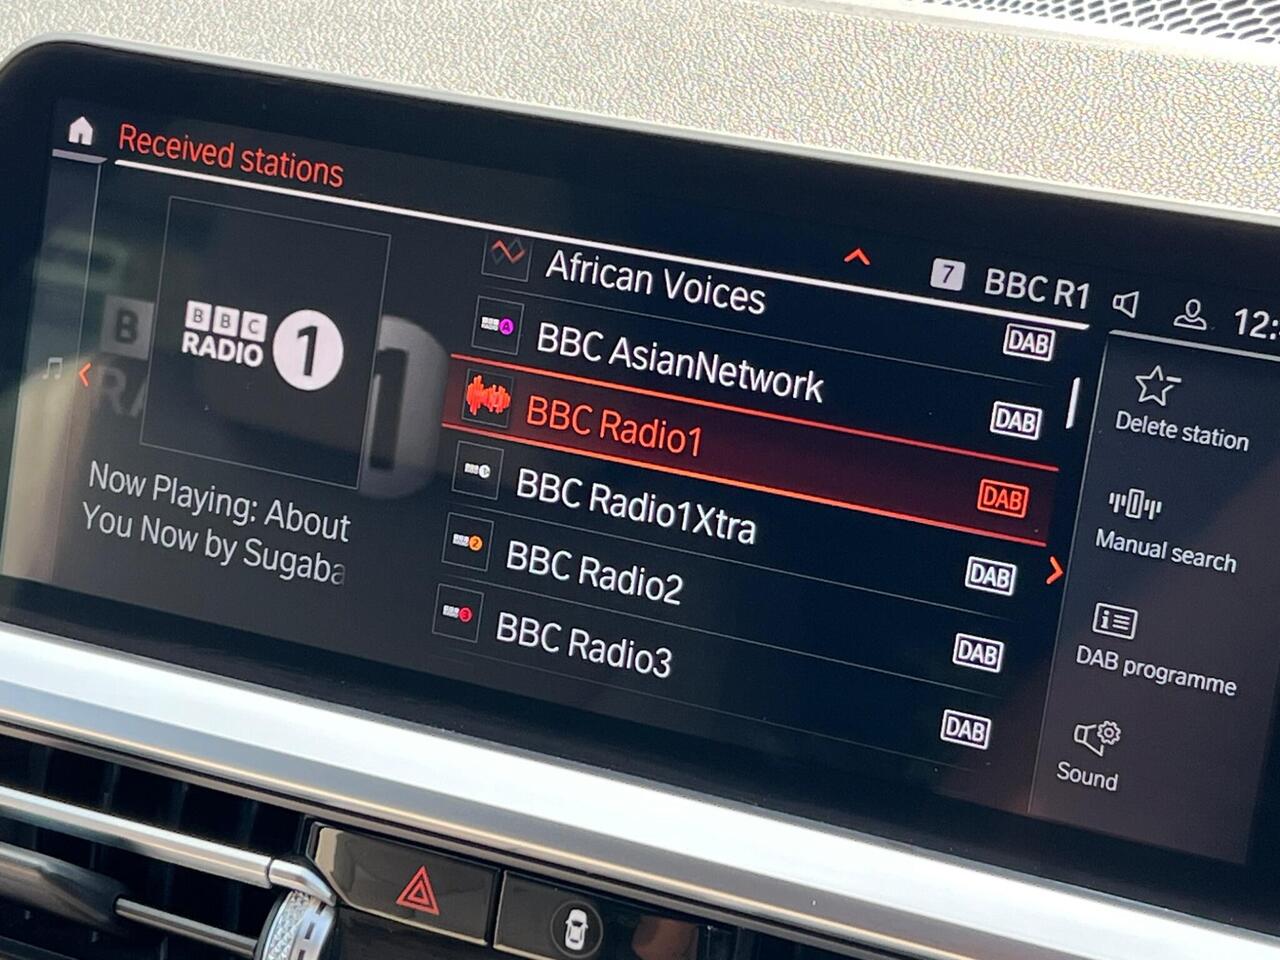 Received stations
7 BBC R1
12:
BBC
RADIO 1
Now Playing: About
You Now by Sugaba
African Voices
DAB
BBC AsianNetwork
DAB
BBC Radio1
DAB
BBC Radio1Xtra
DAB
BBC Radio2
DAB
BBC Radio3
DAB
Delete station
Manual search
DAB programme
Sound